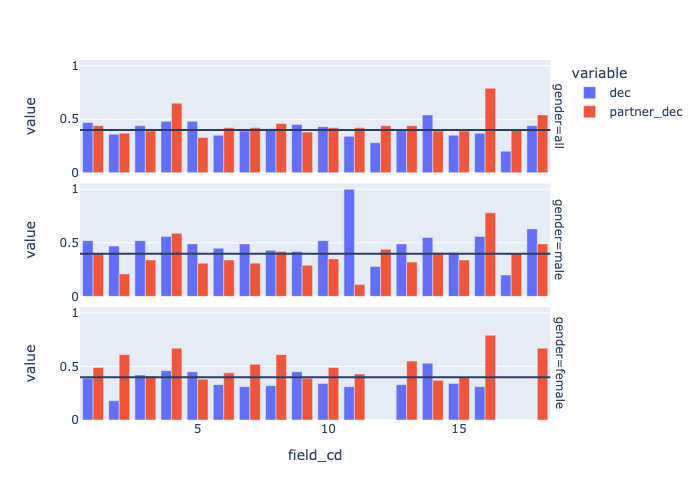 variable
dec
partner_dec
1
0.5
0
value
gender=all
1
0.5
0
value
gender=male
1
0.5
0
value
gender=female
5
10
15
field_cd